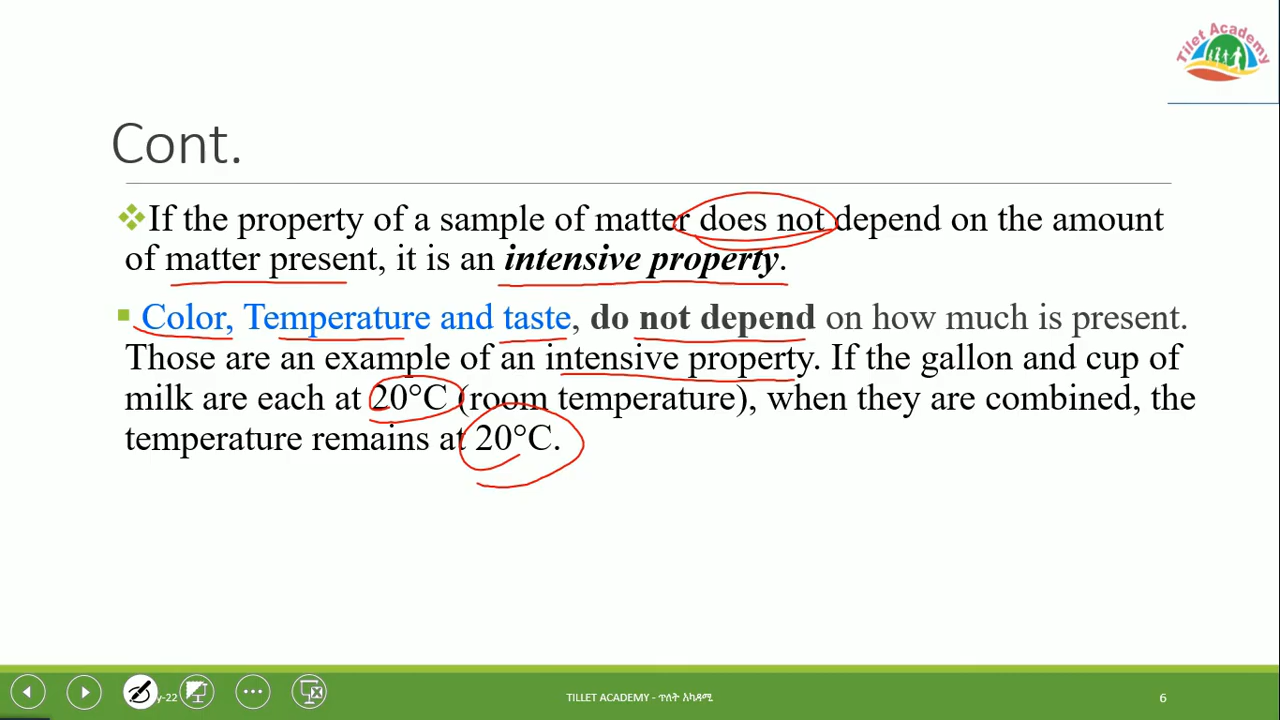 Tilet Academy
Cont.
If the property of a sample of matter does not depend on the amount
of matter present, it is an intensive property.
Color, Temperature and taste, do not depend on how much is present.
Those are an example of an intensive property. If the gallon and cup of
milk are each at 20°C (room temperature), when they are combined, the
temperature remains at 20°C.
y-22
TILLET ACADEMY - ጥለት አካዳሚ
6